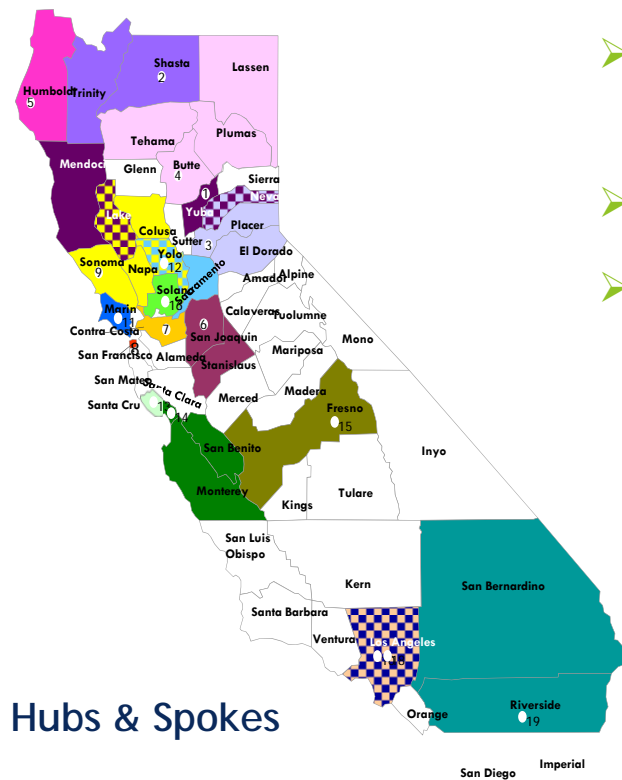 Shasta
2
Lassen
Humboldt
5
Trinity
Plumas
Tehama
Mendoci
Glenn
Butte
4
Sierra
1
Neva
Lake
Yuba
Colusa
Placer
Sutter
3
Yolo
12
El Dorado
Sonoma
9
Napa
Sacramento
Amador
Alpine
Solano
Marin
11
Calaveras
Tuolumne
Contra Costa
7
6
San Joaquin
Mono
8
San Francisco
Alameda
Stanislaus
Mariposa
San Mateo
Santa Clara
Merced
Madera
Santa Cru
14
Fresno
15
San Benito
Inyo
Monterey
Kings
Tulare
San Luis
Obispo
Kern
San Bernardino
Santa Barbara
Ventura
Los Angeles
Orange
Riverside
19
Hubs & Spokes
San Diego
Imperial